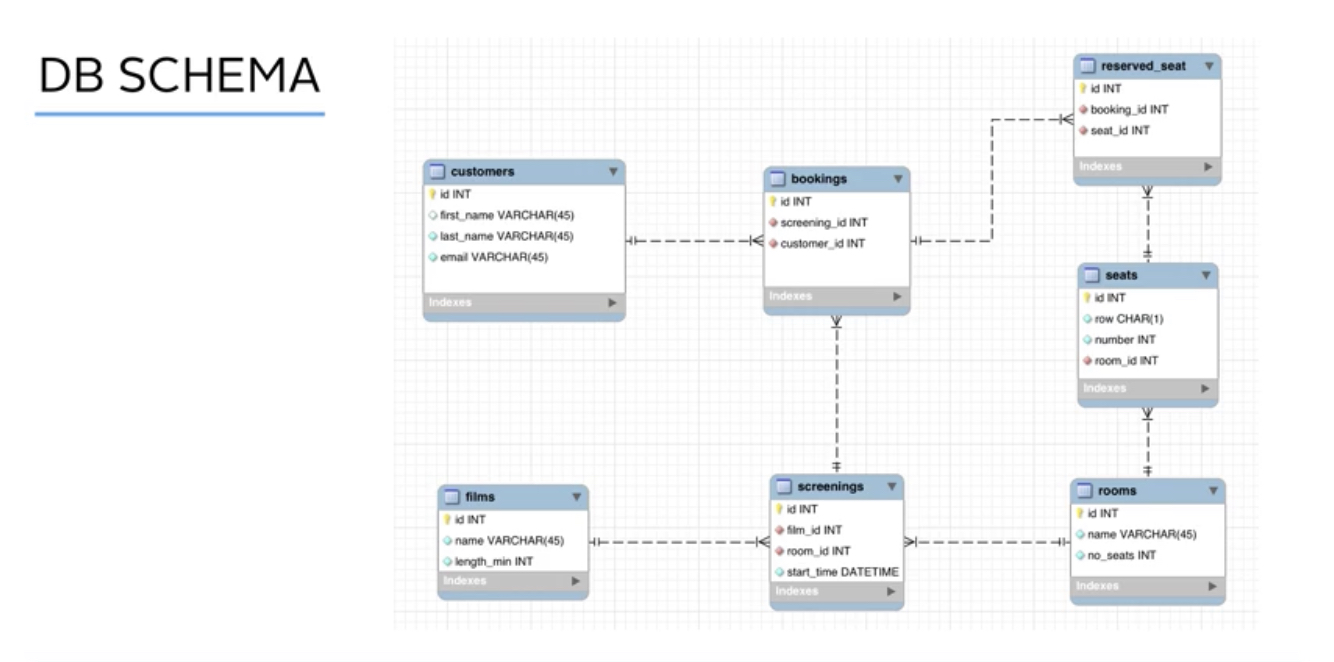 DB SCHEMA
customers
id INT
first_name VARCHAR(45)
last_name VARCHAR(45)
email VARCHAR(45)
Indexes
bookings
id INT
screening_id INT
customer_id INT
Indexes
reserved_seat
id INT
booking_id INT
seat_id INT
Indexes
seats
id INT
row CHAR(1)
number INT
room_id INT
Indexes
films
id INT
name VARCHAR(45)
length_min INT
Indexes
screenings
id INT
film_id INT
room_id INT
start_time DATETIME
Indexes
rooms
id INT
name VARCHAR(45)
no_seats INT
Indexes